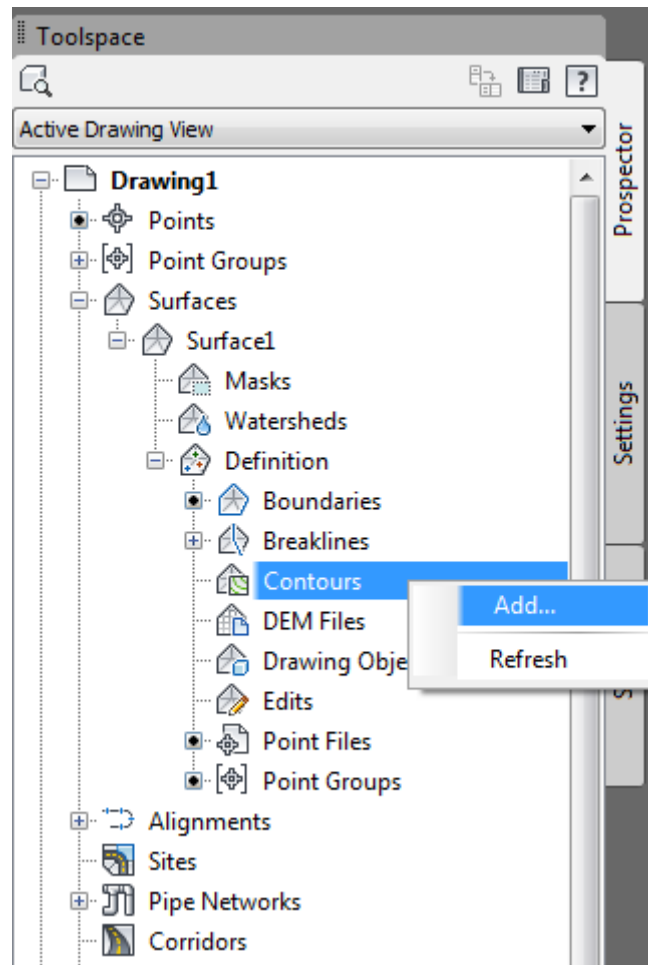 Toolspace
?
Active Drawing View
Drawing1
Points
Point Groups
Surfaces
Surface1
Masks
Watersheds
Definition
Boundaries
Breaklines
Contours
DEM Files
Drawing Obje
Edits
Point Files
Point Groups
Alignments
Sites
Pipe Networks
Corridors
Add...
Refresh
Prospector
Settings